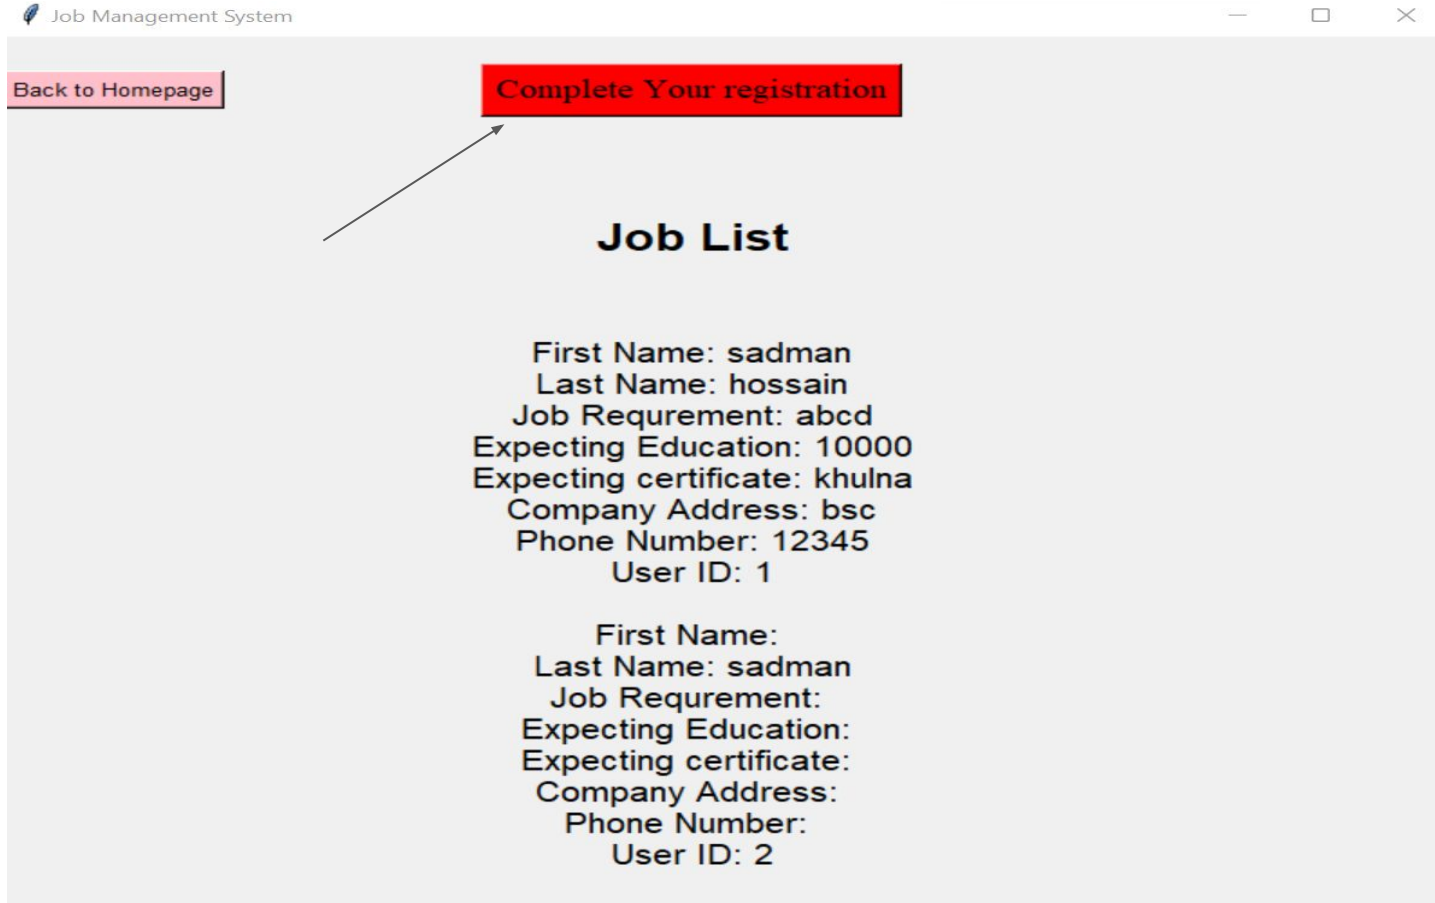 Job Management System
Back to Homepage
Complete Your registration
Job List
First Name: sadman
Last Name: hossain
Job Requrement: abcd
Expecting Education: 10000
Expecting certificate: khulna
Company Address: bsc
Phone Number: 12345
User ID: 1
First Name:
Last Name: sadman
Job Requrement:
Expecting Education:
Expecting certificate:
Company Address:
Phone Number:
User ID: 2